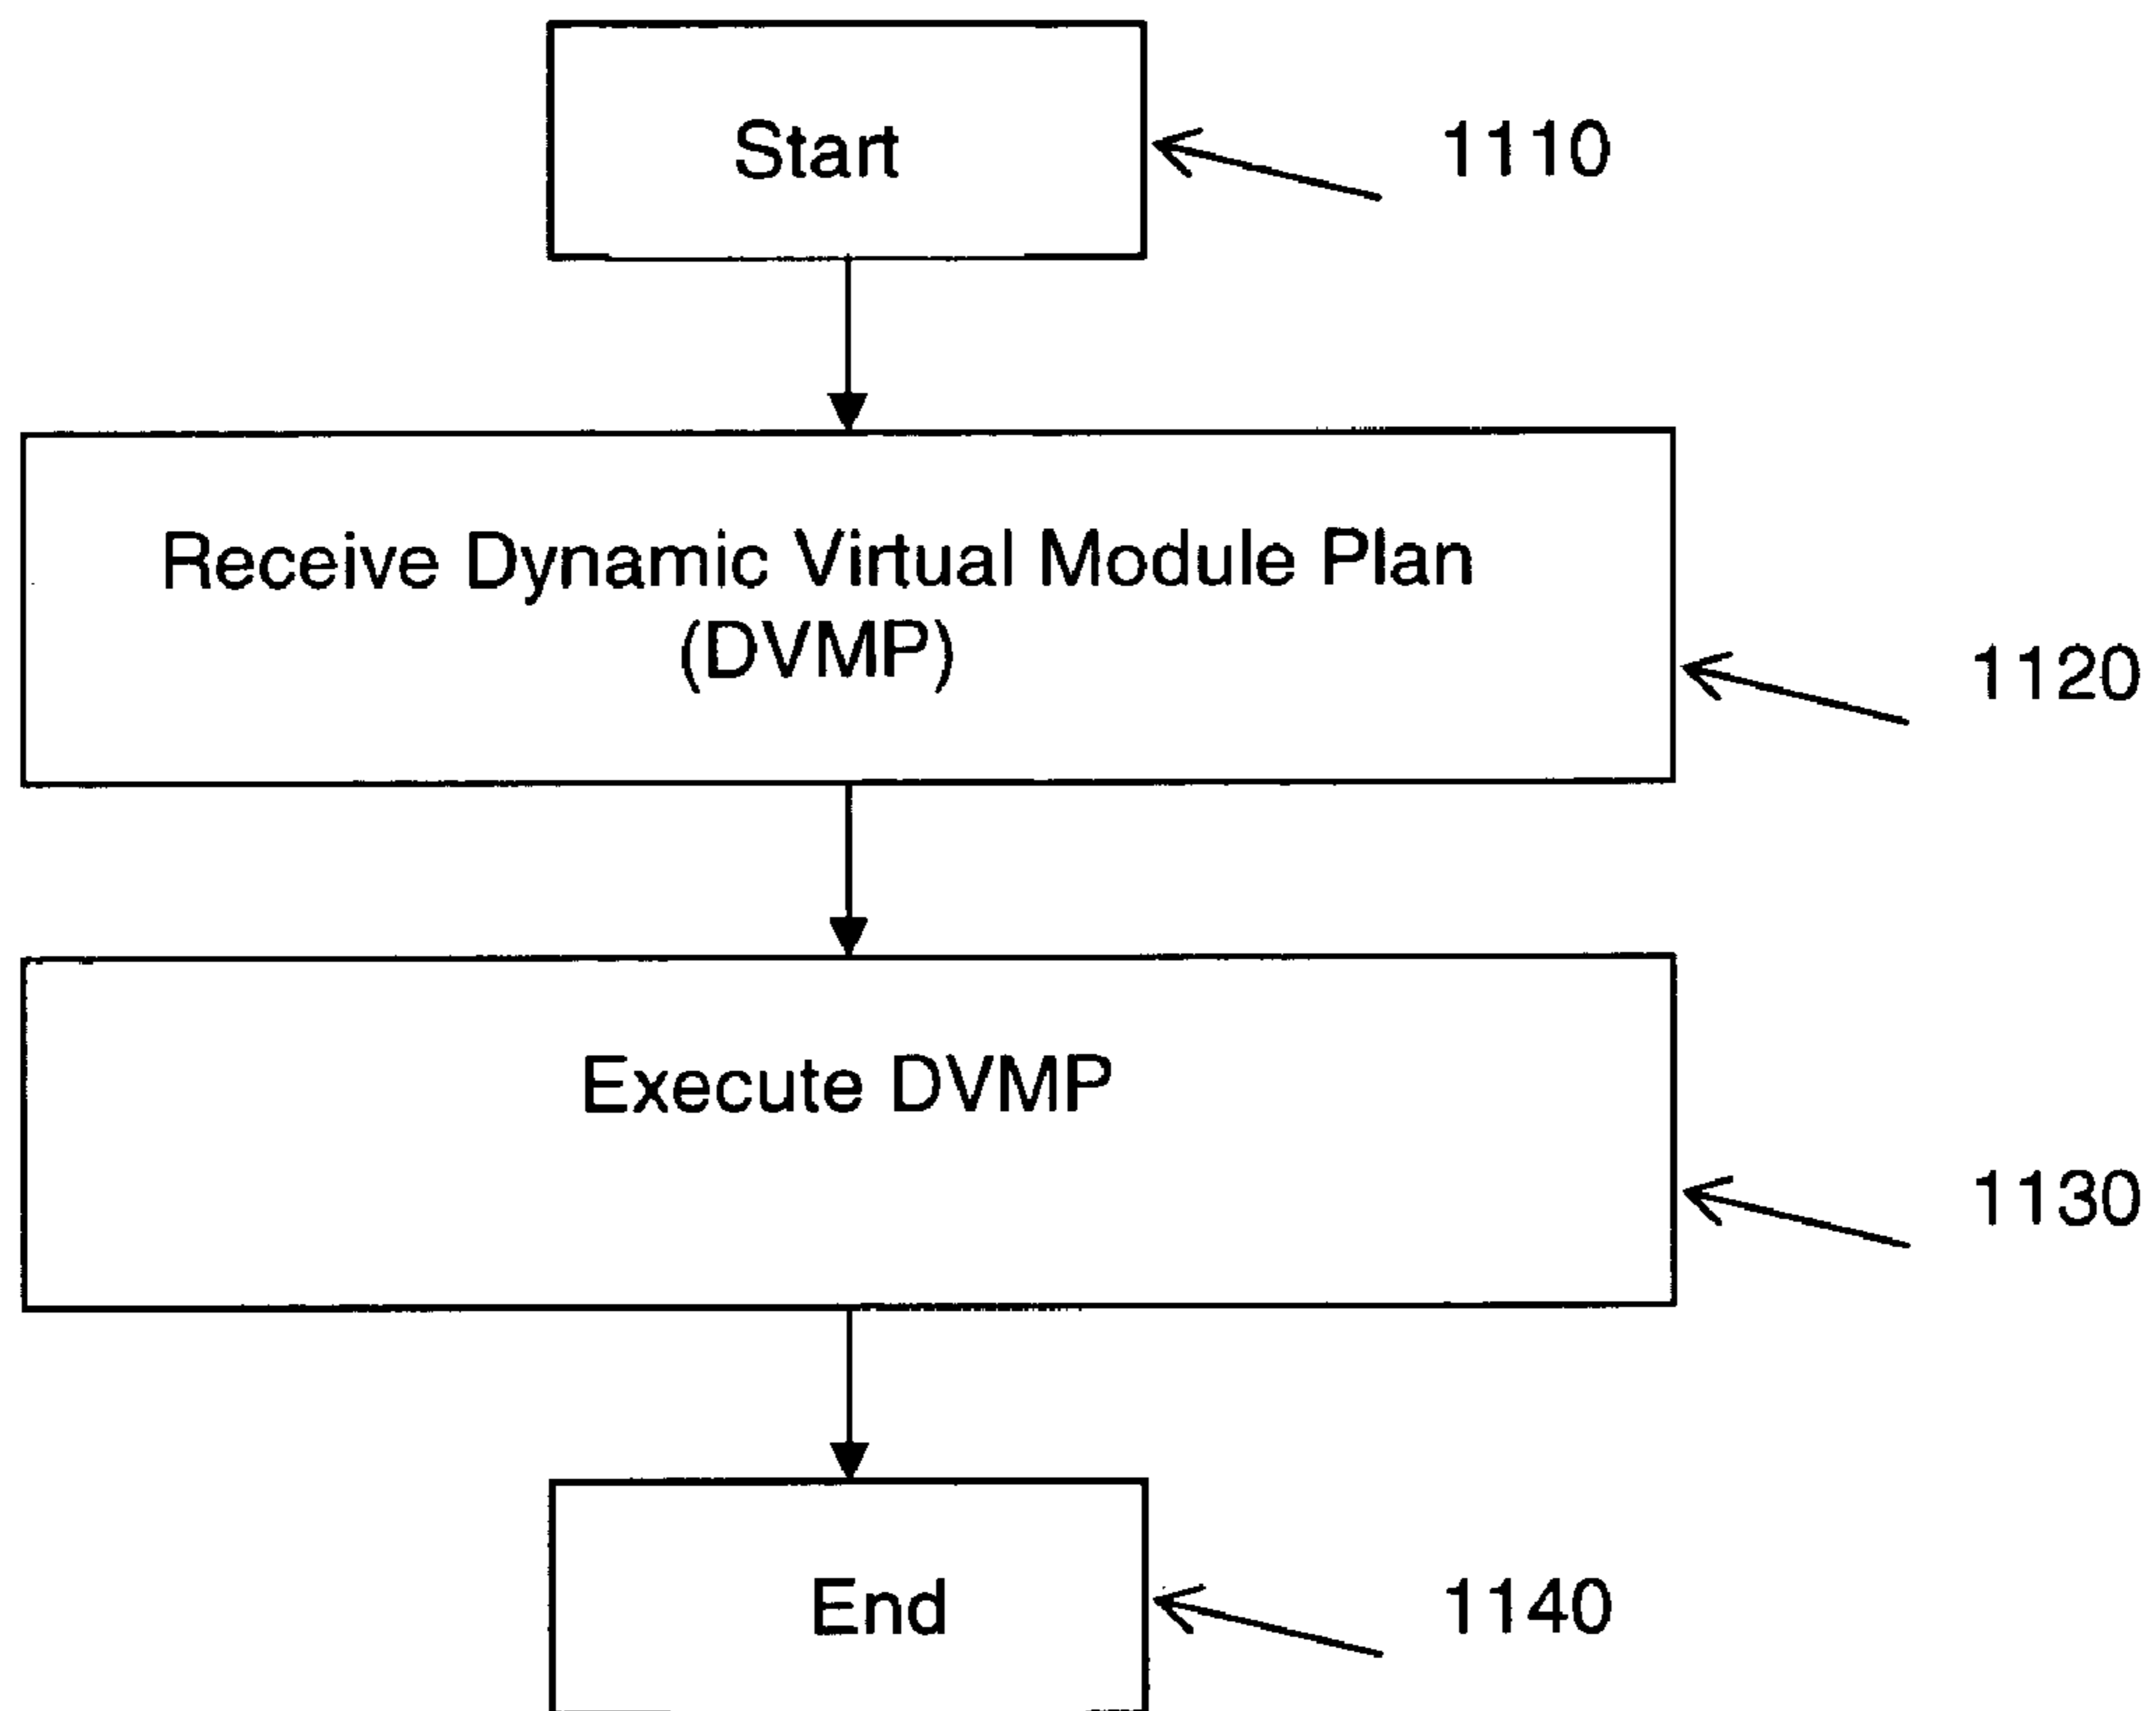 Start
1110
Receive Dynamic Virtual Module Plan
(DVMP)
1120
Execute DVMP
1130
End
1140